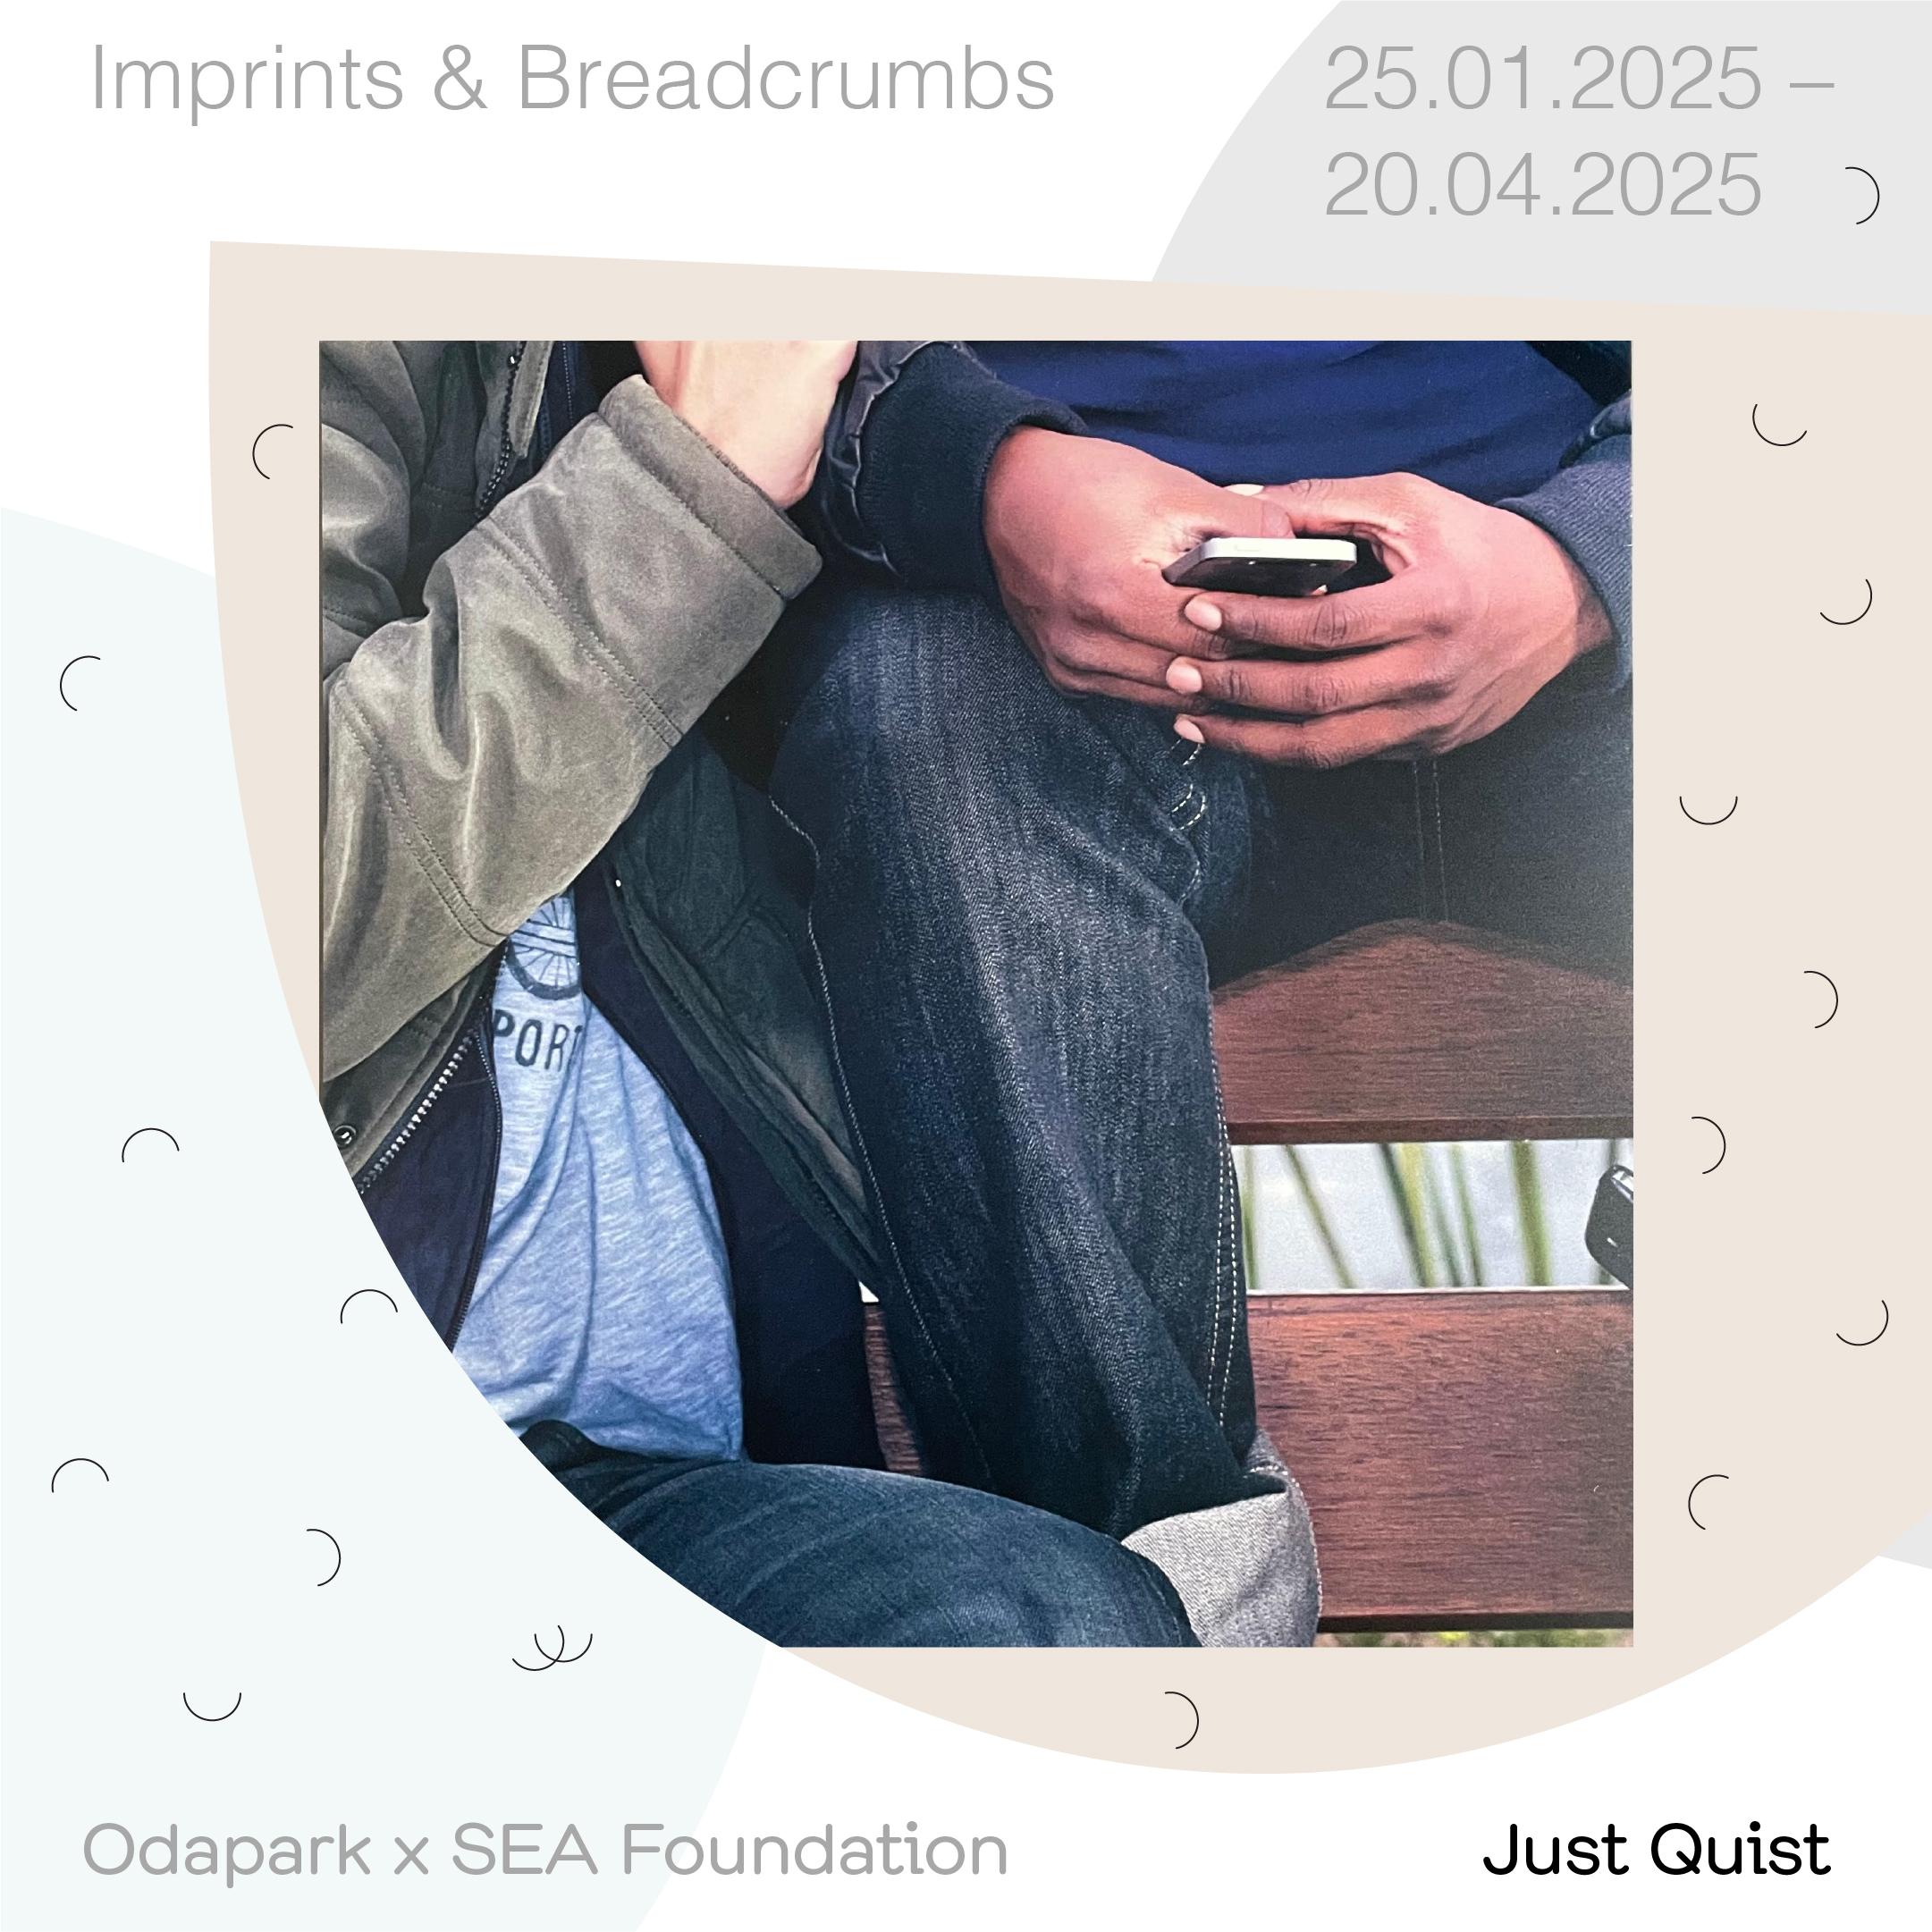 Imprints & Breadcrumbs
25.01.2025 –
20.04.2025
PORT
Odapark x SEA Foundation
Just Quist